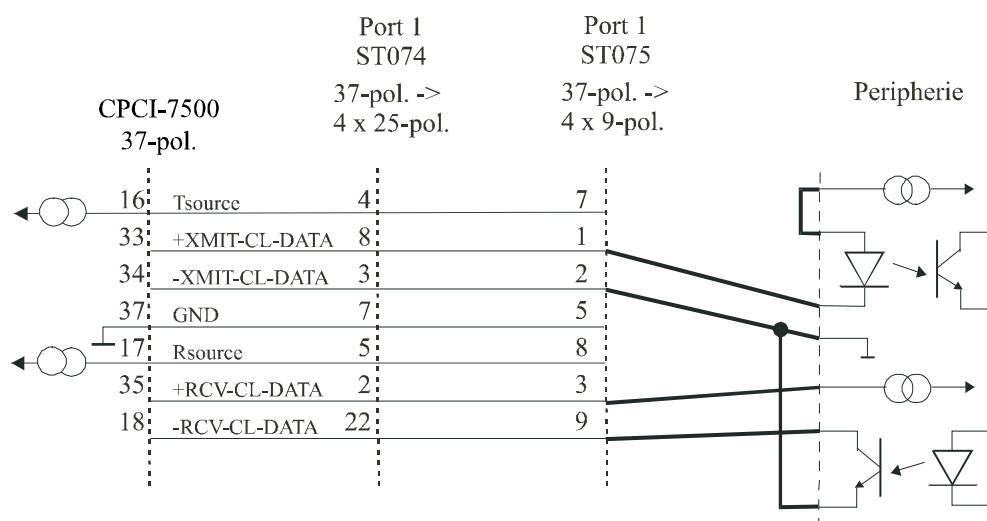 Port 1
ST074
37-pol. ->
4 x 25-pol.
Port 1
ST075
37-pol. ->
4 x 9-pol.
CPCI-7500
37-pol.
Peripherie
16 Tsource 4 7
33 +XMIT-CL-DATA 8 1
34 -XMIT-CL-DATA 3 2
37 GND 7 5
17 Rsource 5 8
35 +RCV-CL-DATA 2 3
18 -RCV-CL-DATA 22 9